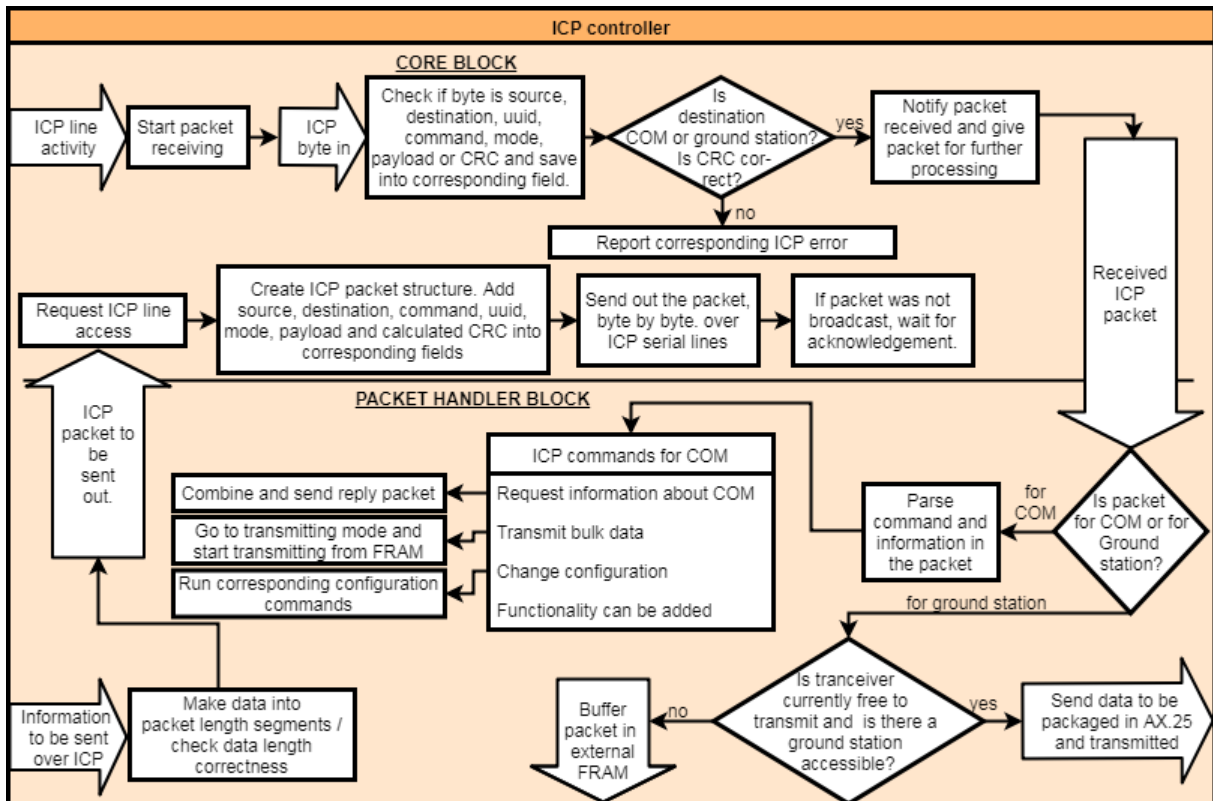 ICP controller
CORE BLOCK
ICP line
activity
Start packet
receiving
ICP
byte in
Check if byte is source,
destination, uuid,
command, mode,
payload or CRC and save
into corresponding field.
Is
destination
COM or ground station?
Is CRC cor-
rect?
yes
no
Notify packet
received and give
packet for further
processing
Report corresponding ICP error
Received
ICP
packet
Request ICP line
access
Create ICP packet structure. Add
source, destination, command, uuid,
mode, payload and calculated CRC into
corresponding fields
Send out the packet,
byte by byte. over
ICP serial lines
If packet was not
broadcast, wait for
acknowledgement.
PACKET HANDLER BLOCK
ICP
packet to
be
sent
out.
ICP commands for COM
Request information about COM
Transmit bulk data
Change configuration
Functionality can be added
Combine and send reply packet
Go to transmitting mode and
start transmitting from FRAM
Run corresponding configuration
commands
Parse
command and
information in
the packet
for
COM
Is packet
for COM or for
Ground
station?
for ground station
Information
to be sent
over ICP
Make data into
packet length segments /
check data length
correctness
Buffer
packet in
external
FRAM
no
Is tranceiver
currently free to
transmit and is there a
ground station
accessible?
yes
Send data to be
packaged in AX.25
and transmitted